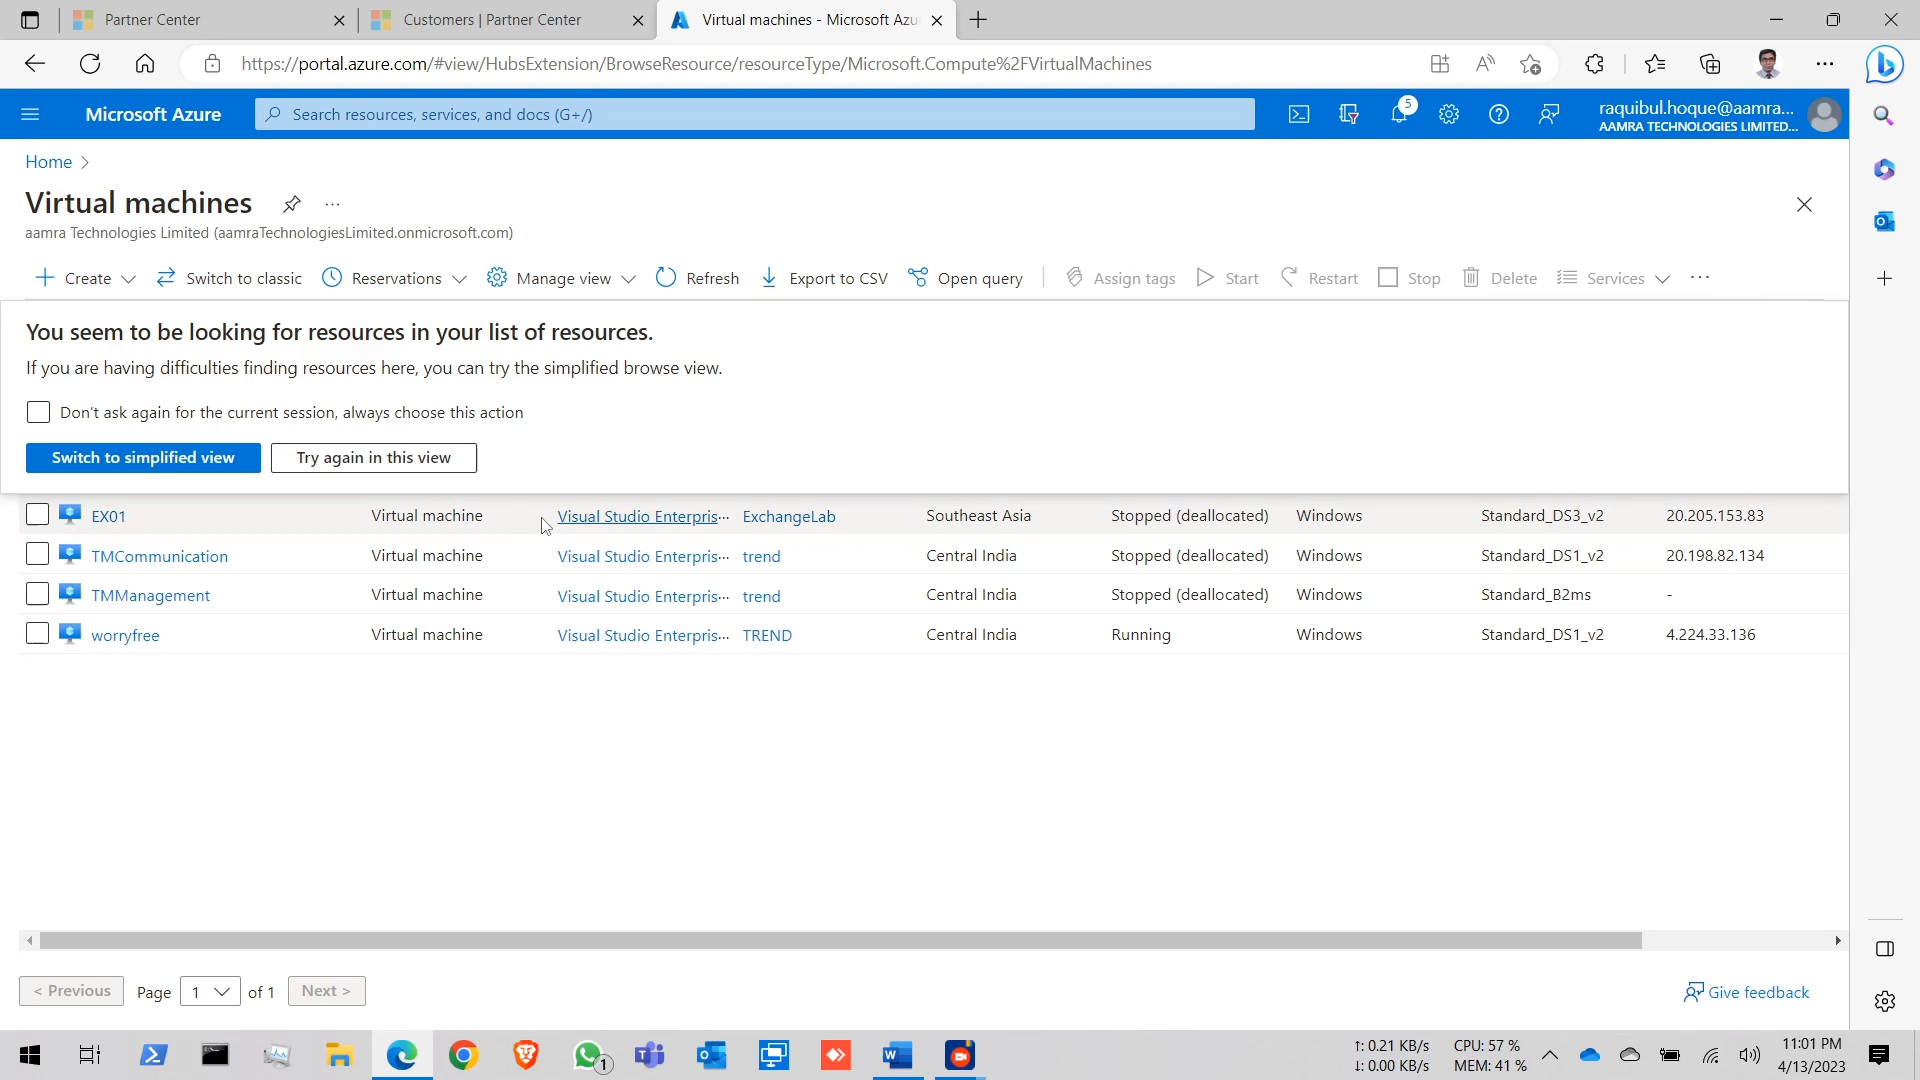 Partner Center
Customers | Partner Center
Virtual machines - Microsoft Azu
https://portal.azure.com/#view/HubsExtension/BrowseResource/resourceType/Microsoft.Compute%2FVirtualMachines
Microsoft Azure
Search resources, services, and docs (G+/)
5
raquibul.hoque@aamra...
AAMRA TECHNOLOGIES LIMITED...
Home >
Virtual machines
...
aamra Technologies Limited (aamraTechnologiesLimited.onmicrosoft.com)
Create Switch to classic Reservations Manage view Refresh Export to CSV Open query Assign tags Start Restart Stop Delete Services ...
You seem to be looking for resources in your list of resources.
If you are having difficulties finding resources here, you can try the simplified browse view.
Don't ask again for the current session, always choose this action
Switch to simplified view Try again in this view
EX01 Virtual machine Visual Studio Enterpris... ExchangeLab Southeast Asia Stopped (deallocated) Windows Standard_DS3_v2 20.205.153.83
TMCommunication Virtual machine Visual Studio Enterpris... trend Central India Stopped (deallocated) Windows Standard_DS1_v2 20.198.82.134
TMManagement Virtual machine Visual Studio Enterpris... trend Central India Stopped (deallocated) Windows Standard_B2ms -
worryfree Virtual machine Visual Studio Enterpris... TREND Central India Running Windows Standard_DS1_v2 4.224.33.136
< Previous Page 1 of 1 Next >
Give feedback
1
↑: 0.21 KB/s
↓: 0.00 KB/s
CPU: 57 %
MEM: 41 %
11:01 PM
4/13/2023